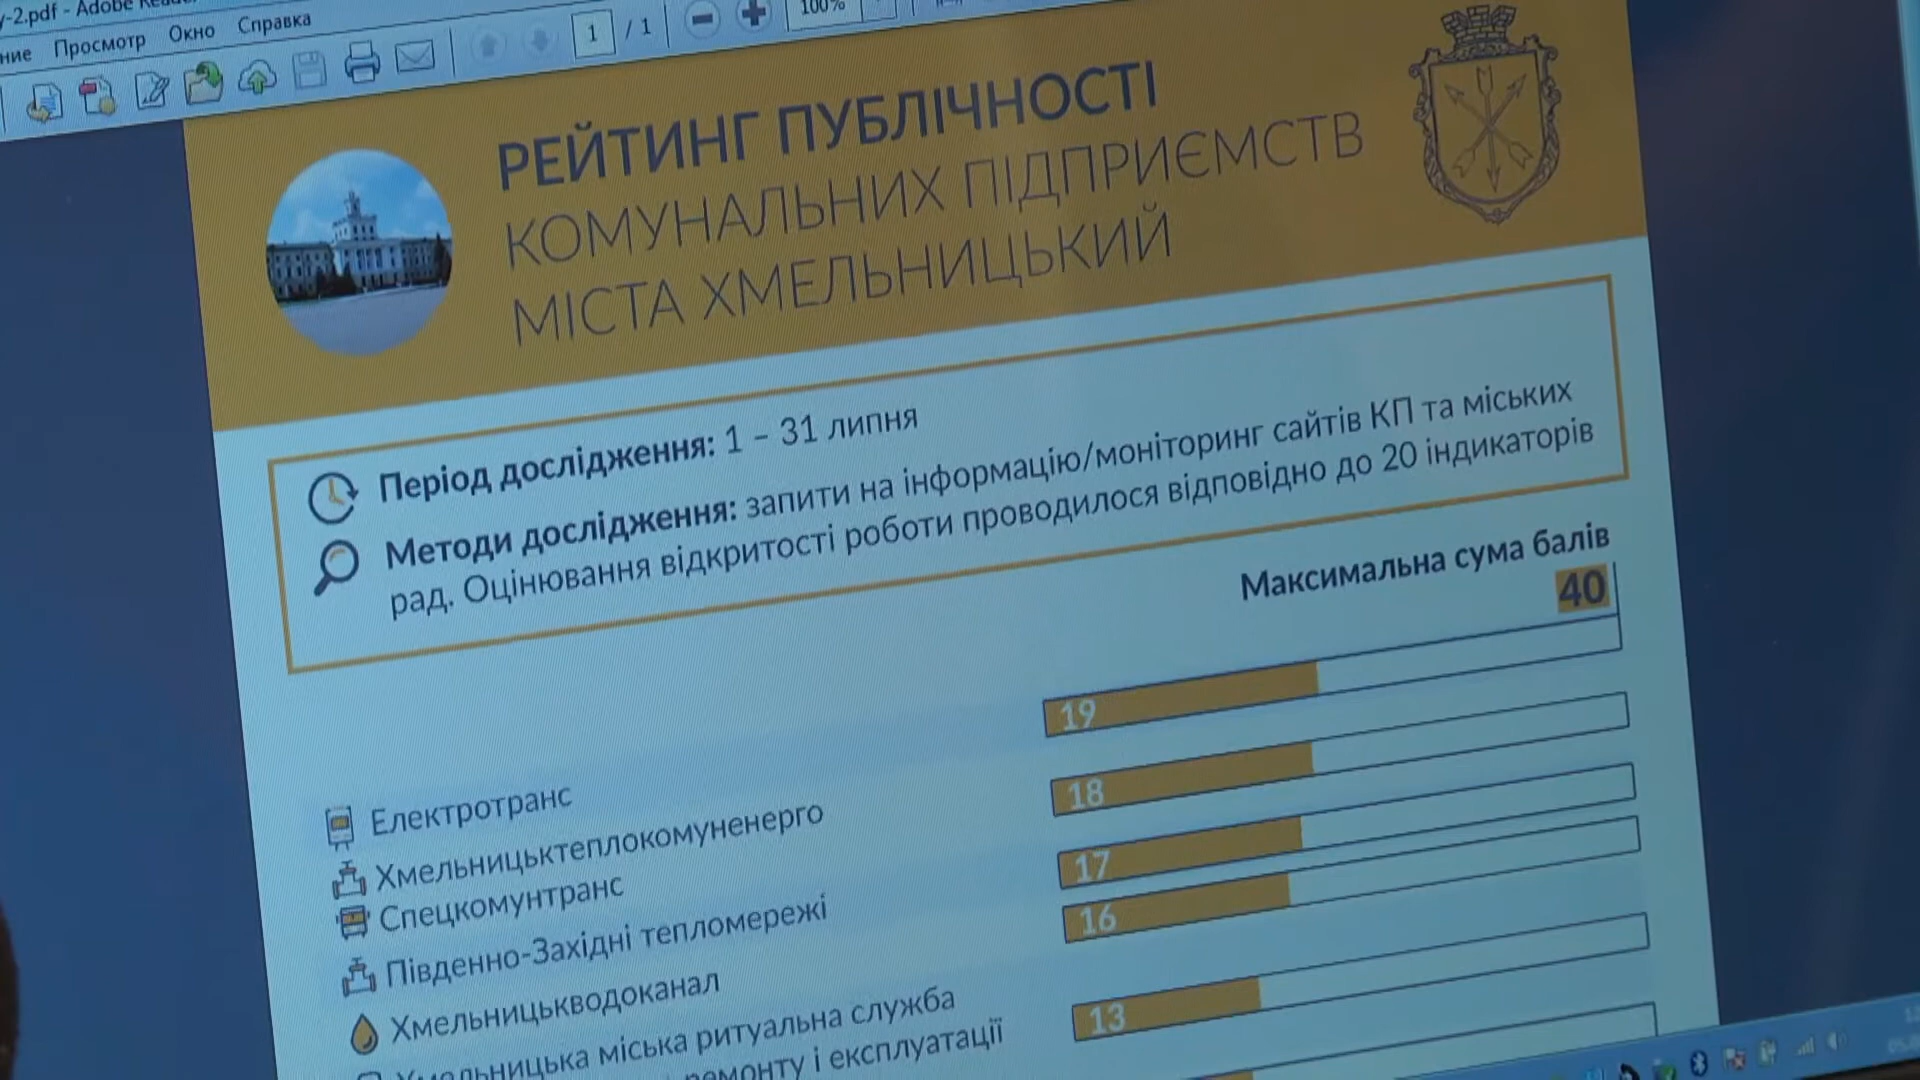 y-2.pdf - Adobe Reader
ние Просмотр Окно Справка
1 / 1 100%
РЕЙТИНГ ПУБЛІЧНОСТІ
КОМУНАЛЬНИХ ПІДПРИЄМСТВ
МІСТА ХМЕЛЬНИЦЬКИЙ
Період дослідження: 1 – 31 липня
Методи дослідження: запити на інформацію/моніторинг сайтів КП та міських
рад. Оцінювання відкритості роботи проводилося відповідно до 20 індикаторів
Максимальна сума балів
40
19
Електротранс
18
Хмельницьктеплокомуненерго
17
Спецкомунтранс
16
Південно-Західні тепломережі
13
Хмельницькводоканал
Хмельницька міська ритуальна служба
ремонту і експлуатації